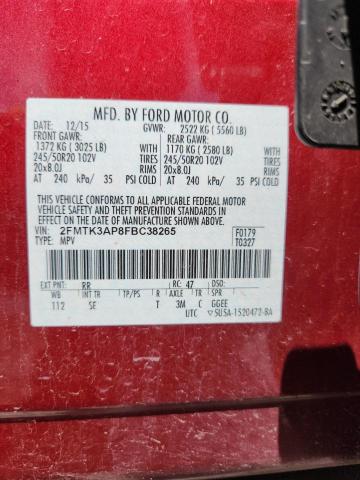 MFD. BY FORD MOTOR CO.
DATE: 12/15 GVWR: 2522 KG ( 5560 LB)
FRONT GAWR: REAR GAWR:
1372 KG ( 3025 LB) 1170 KG ( 2580 LB)
245/50R20 102V TIRES 245/50R20 102V
20x8.0J RIMS 20x8.0J
AT 240 kPa/ 35 PSI COLD AT 240 kPa/ 35 PSI COLD
THIS VEHICLE CONFORMS TO ALL APPLICABLE FEDERAL MOTOR
VEHICLE SAFETY AND THEFT PREVENTION STANDARDS IN EFFECT
ON THE DATE OF MANUFACTURE SHOWN ABOVE.
VIN: 2FMTK3AP8FBC38265 F0179
TYPE: MPV T0327
EXT PNT: RR RC: 47 DSO:
WB INT TR TP/PS R AXLE TR SPR
112 SE T 3M C GGEE
UTC ▽5USA-1520472-BA